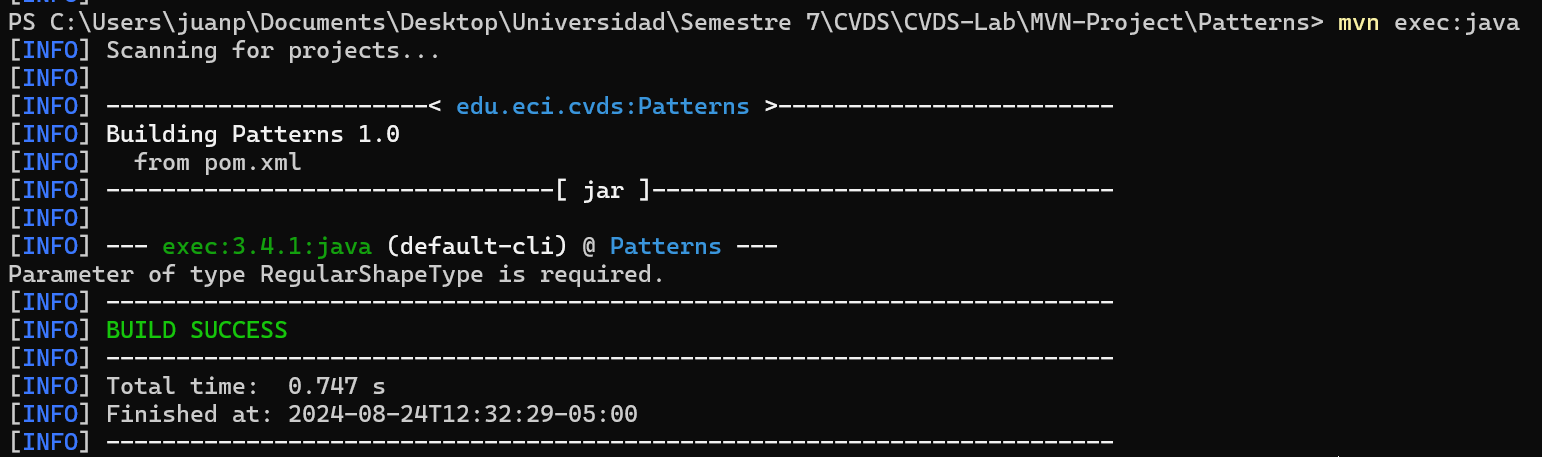 PS C:\Users\juanp\Documents\Desktop\Universidad\Semestre 7\CVDS\CVDS-Lab\MVN-Project\Patterns> mvn exec:java
[INFO] Scanning for projects...
[INFO]
[INFO] -----------------------< edu.eci.cvds:Patterns >------------------------
[INFO] Building Patterns 1.0
[INFO]   from pom.xml
[INFO] --------------------------------[ jar ]---------------------------------
[INFO]
[INFO] --- exec:3.4.1:java (default-cli) @ Patterns ---
Parameter of type RegularShapeType is required.
[INFO] ------------------------------------------------------------------------
[INFO] BUILD SUCCESS
[INFO] ------------------------------------------------------------------------
[INFO] Total time:  0.747 s
[INFO] Finished at: 2024-08-24T12:32:29-05:00
[INFO] ------------------------------------------------------------------------